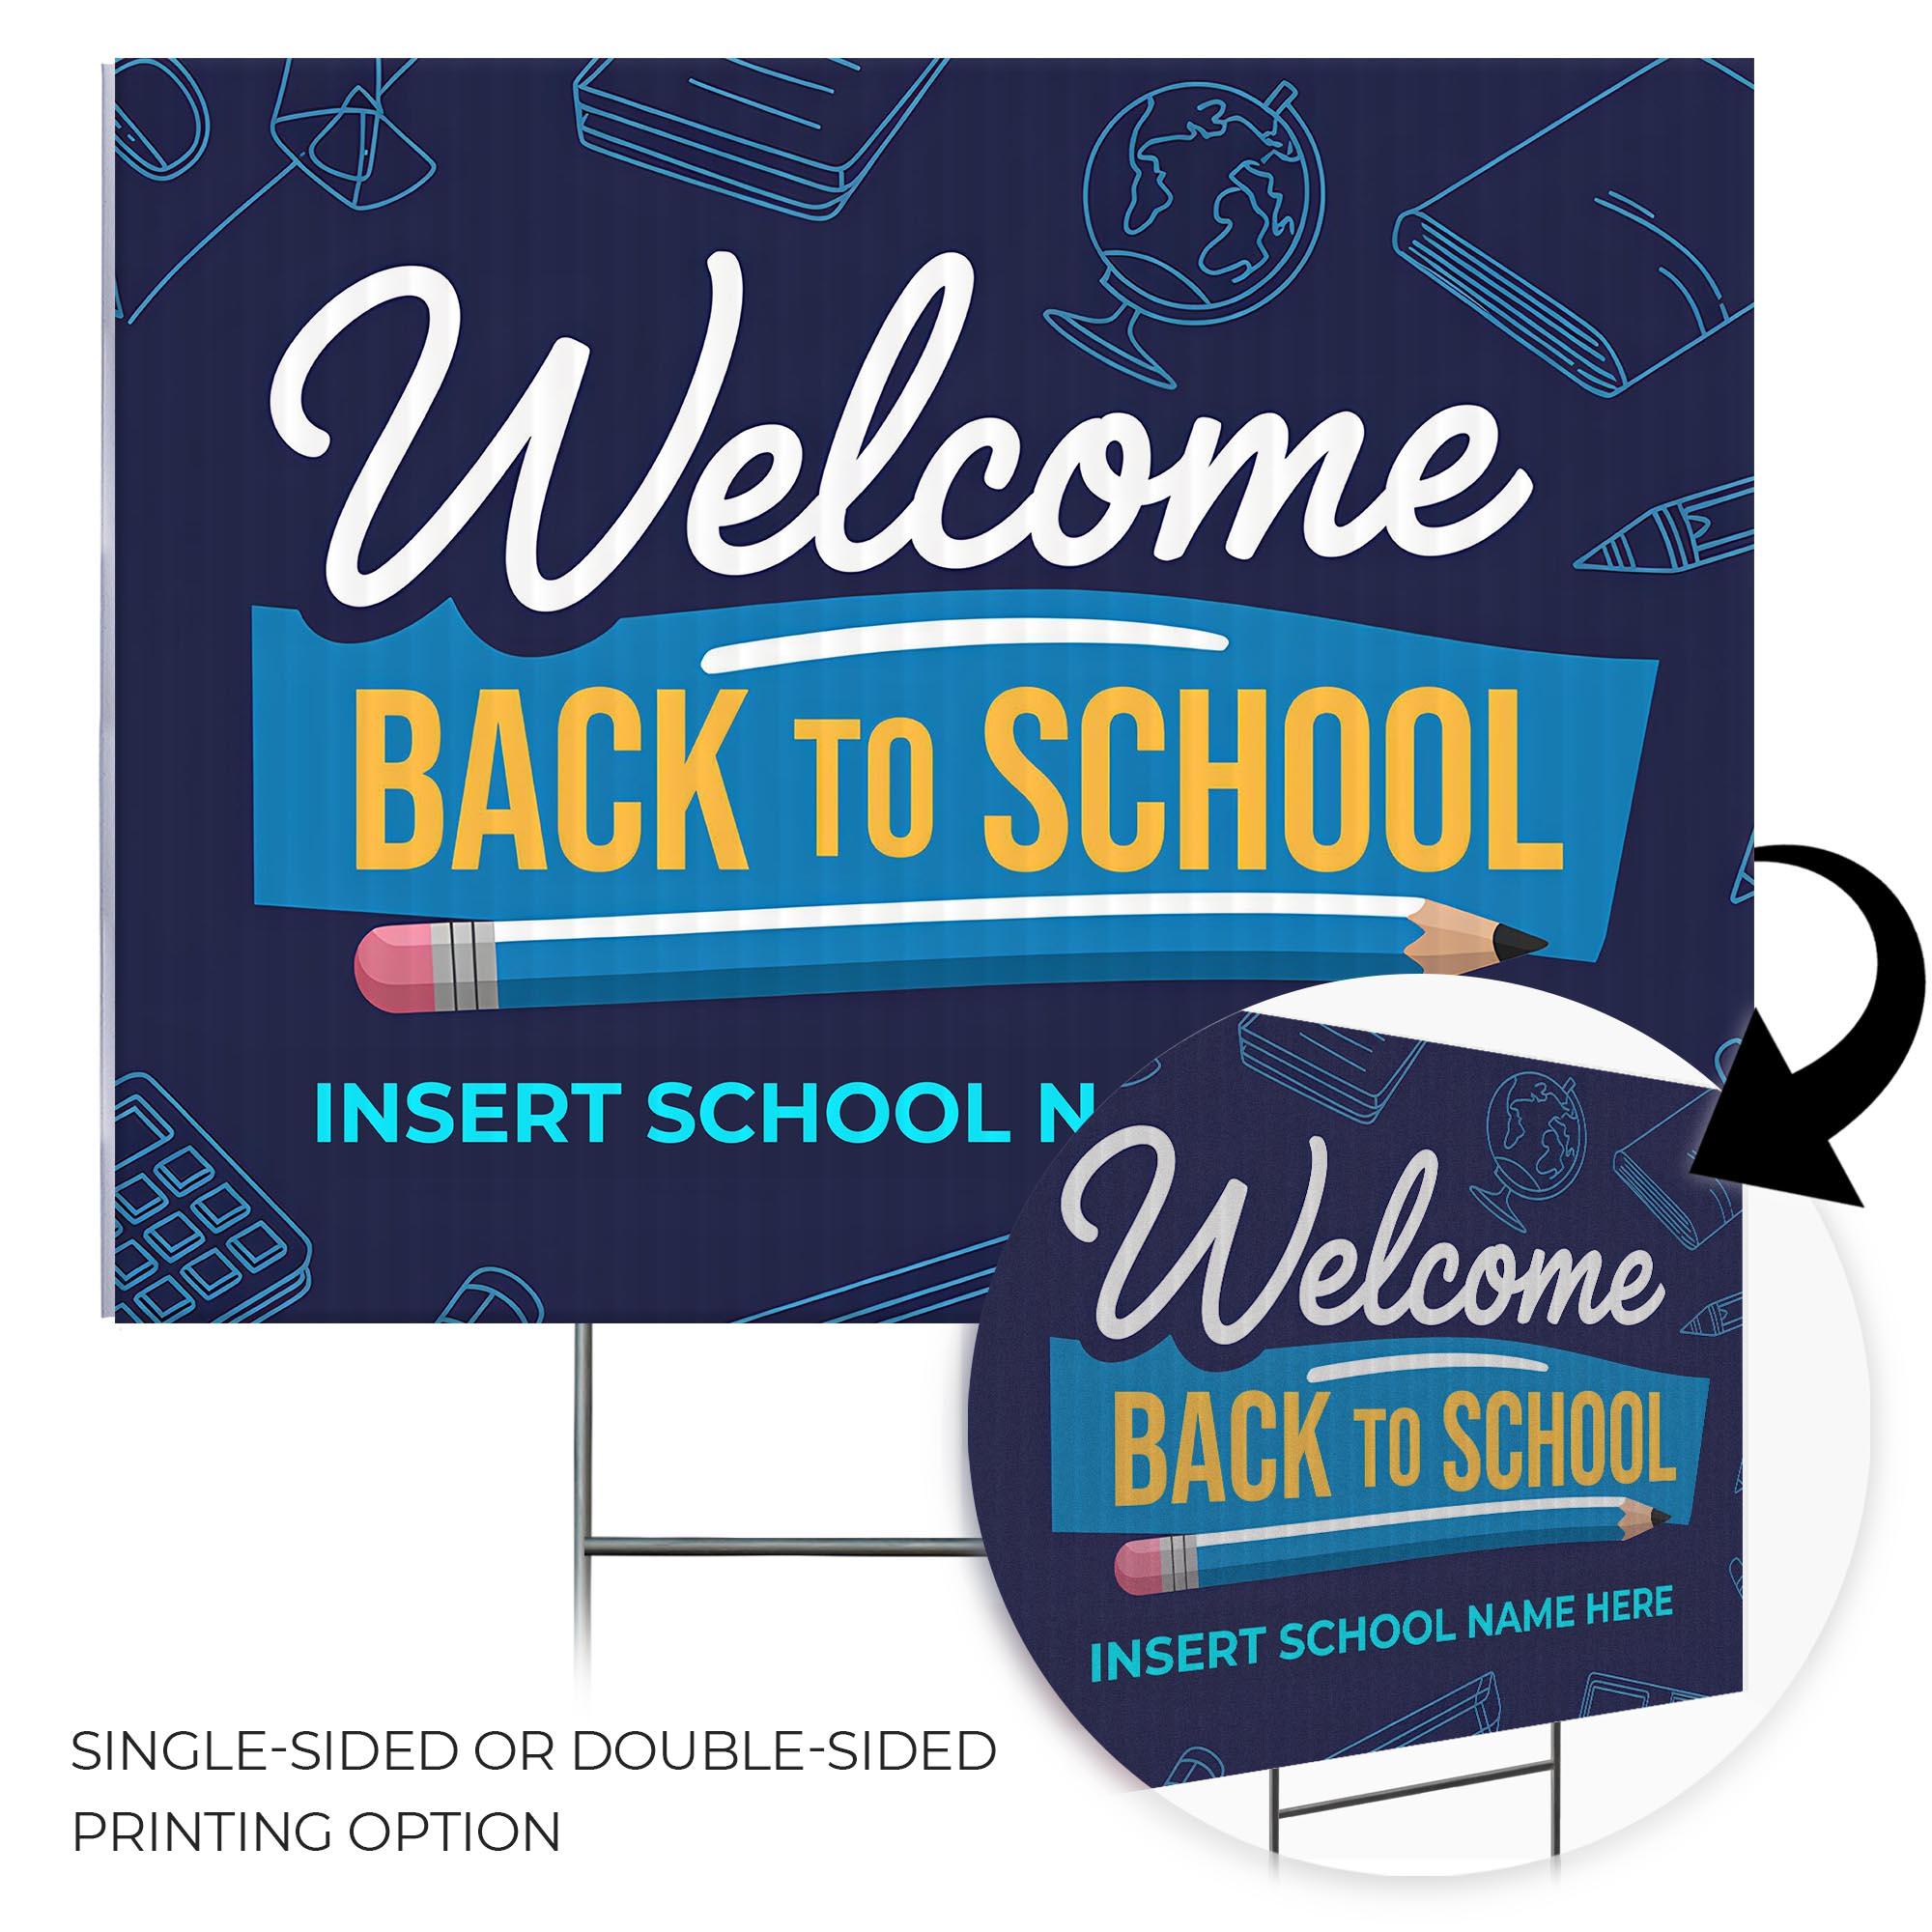 Welcome
BACK TO SCHOOL
INSERT SCHOOL N
Welcome
BACK TO SCHOOL
INSERT SCHOOL NAME HERE
SINGLE-SIDED OR DOUBLE-SIDED
PRINTING OPTION